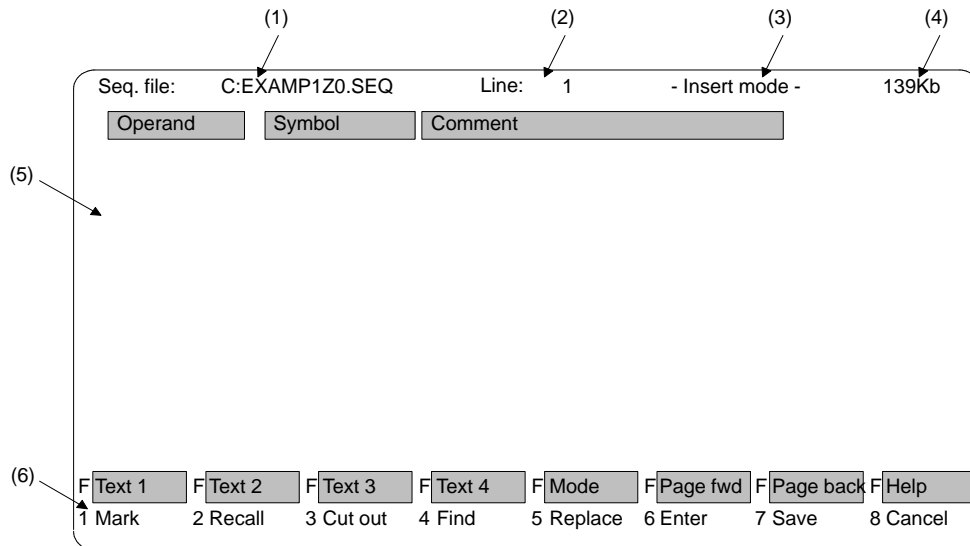 (1) (2) (3) (4)
Seq. file: C:EXAMP1Z0.SEQ Line: 1 - Insert mode - 139Kb
Operand Symbol Comment
(5)
(6)
F Text 1 F Text 2 F Text 3 F Text 4 F Mode F Page fwd F Page back F Help
1 Mark 2 Recall 3 Cut out 4 Find 5 Replace 6 Enter 7 Save 8 Cancel